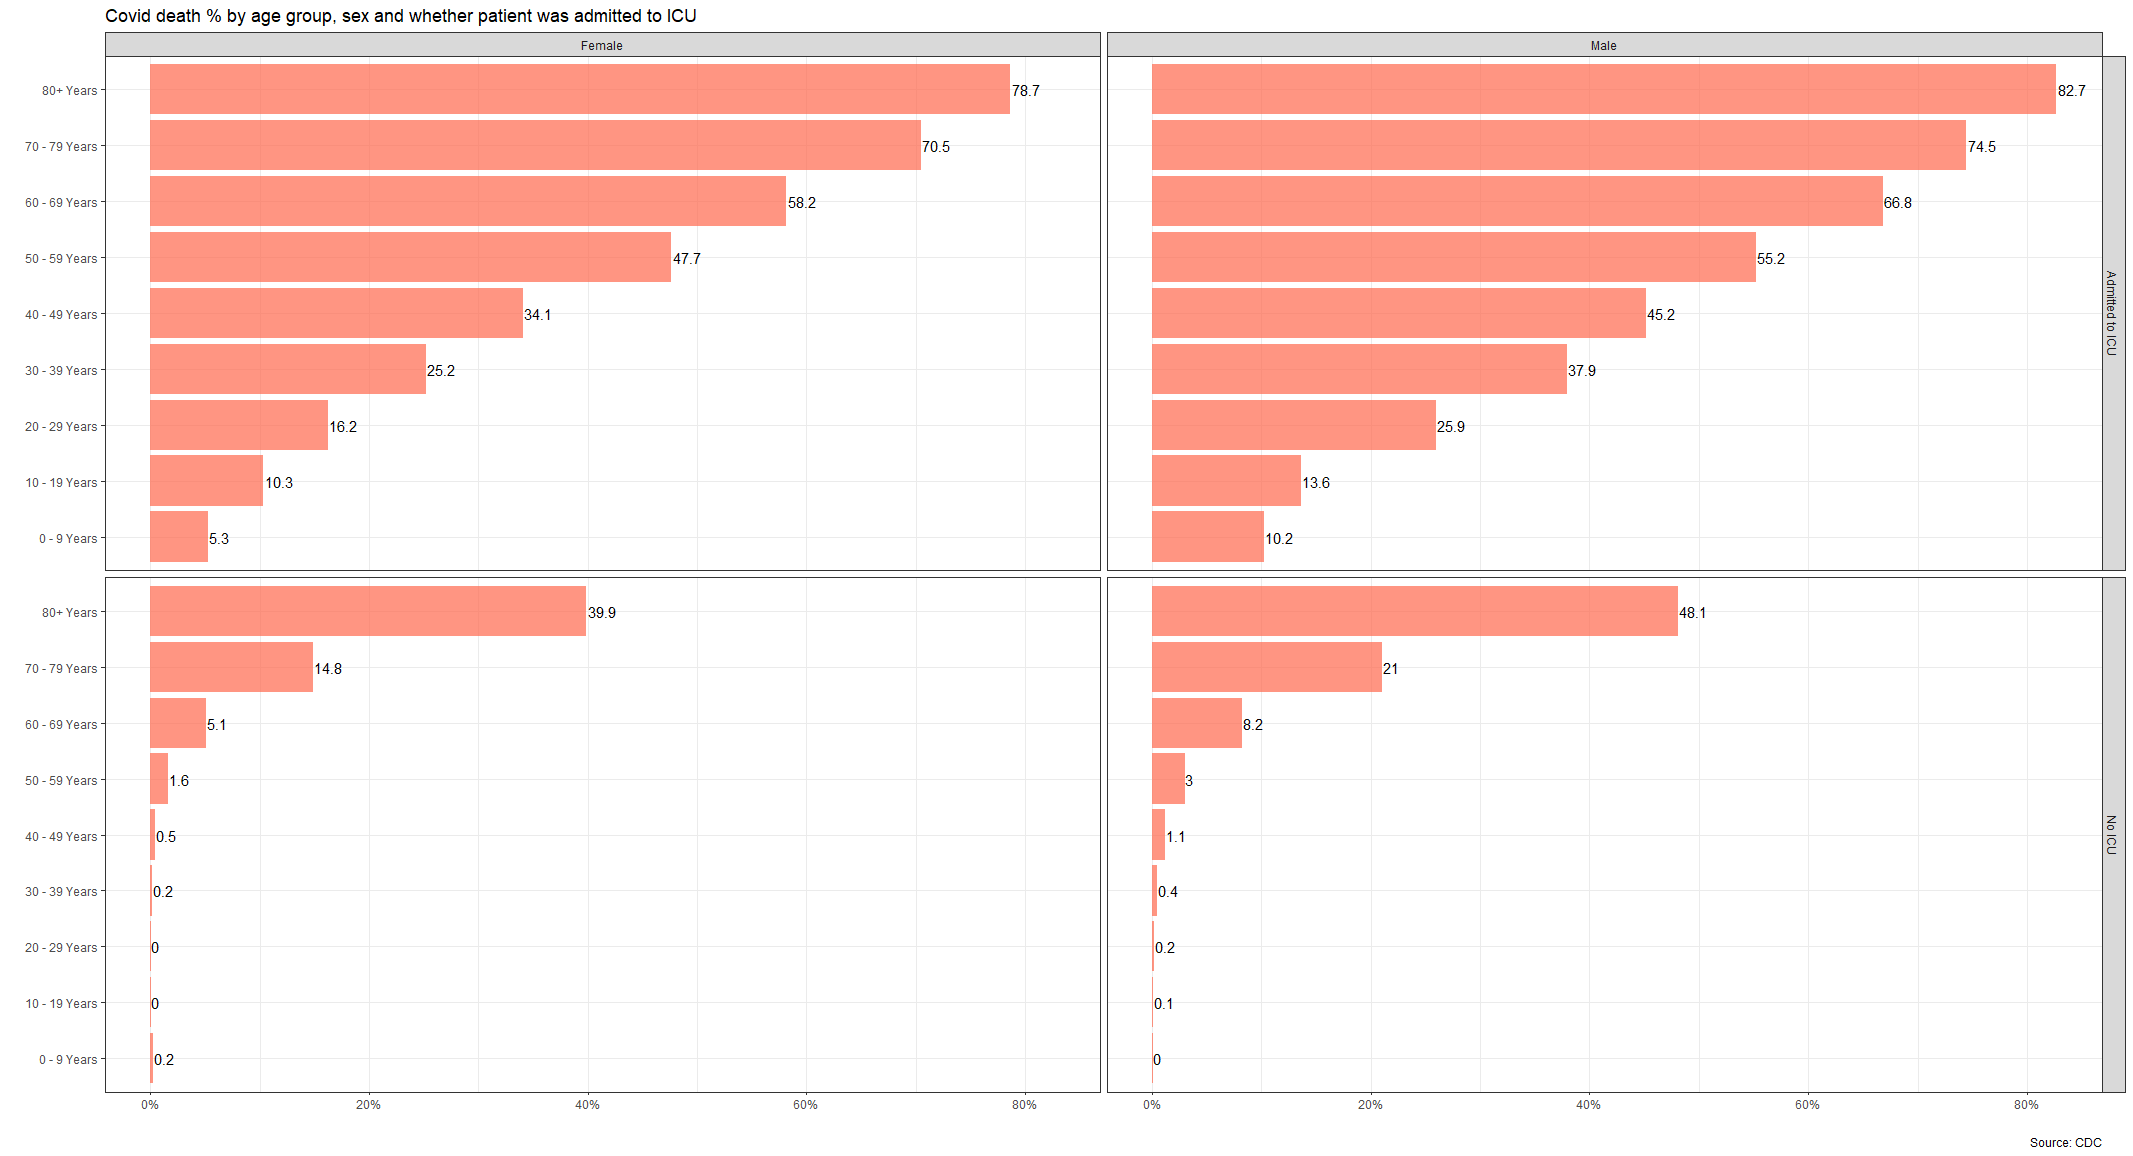 Covid death % by age group, sex and whether patient was admitted to ICU
Female
Male
80+ Years
78.7
82.7
70 - 79 Years
70.5
74.5
60 - 69 Years
58.2
66.8
50 - 59 Years
47.7
55.2
40 - 49 Years
34.1
45.2
30 - 39 Years
25.2
37.9
20 - 29 Years
16.2
25.9
10 - 19 Years
10.3
13.6
0 - 9 Years
5.3
10.2
Admitted to ICU
80+ Years
39.9
48.1
70 - 79 Years
14.8
21
60 - 69 Years
5.1
8.2
50 - 59 Years
1.6
3
40 - 49 Years
0.5
1.1
30 - 39 Years
0.2
0.4
20 - 29 Years
0
0.2
10 - 19 Years
0
0.1
0 - 9 Years
0.2
0
No ICU
0%
20%
40%
60%
80%
0%
20%
40%
60%
80%
Source: CDC